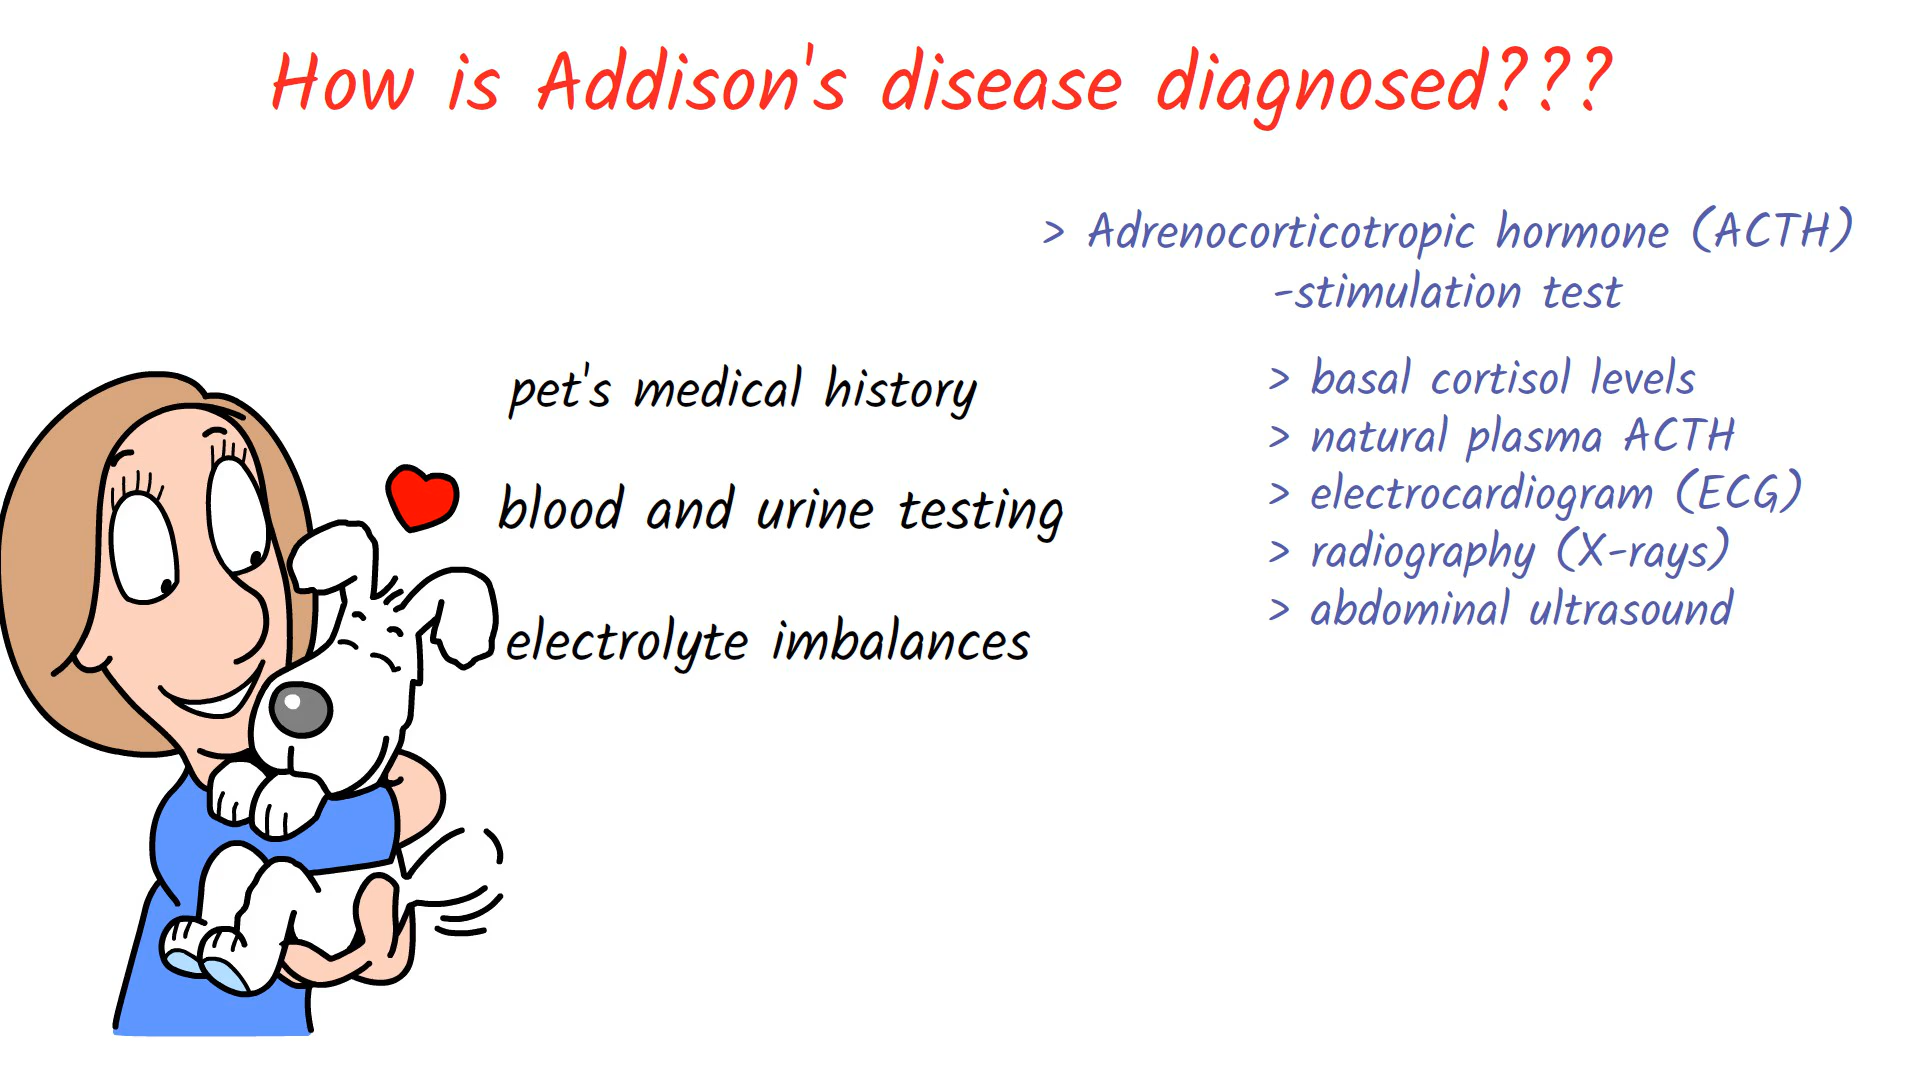 How is Addison's disease diagnosed???
pet's medical history
blood and urine testing
electrolyte imbalances
> Adrenocorticotropic hormone (ACTH)
-stimulation test
> basal cortisol levels
> natural plasma ACTH
> electrocardiogram (ECG)
> radiography (X-rays)
> abdominal ultrasound